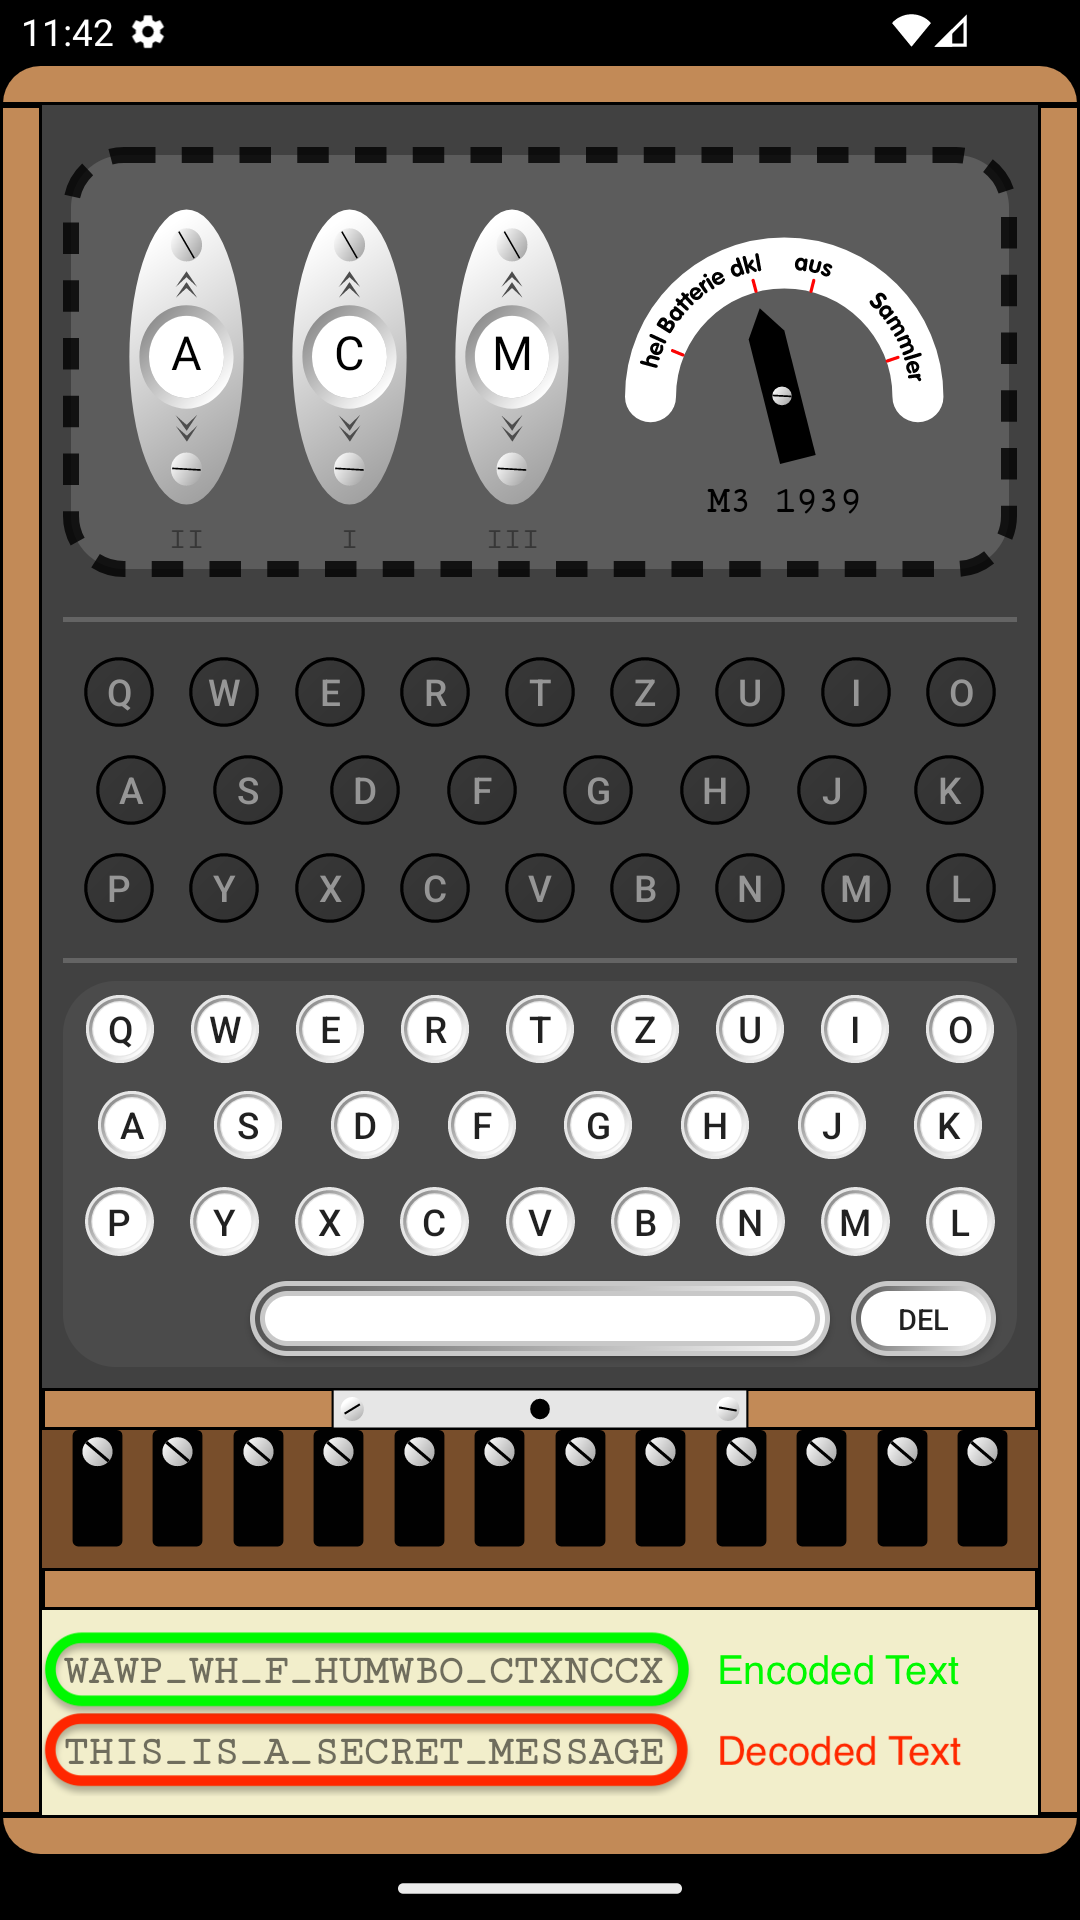 11:42
A C M
hel Batterie dkl aus Sammler
M3 1939
II I III
Q W E R T Z U I O
A S D F G H J K
P Y X C V B N M L
Q W E R T Z U I O
A S D F G H J K
P Y X C V B N M L
DEL
WAWP_WH_F_HUMWBO_CTXNCCX Encoded Text
THIS_IS_A_SECRET_MESSAGE Decoded Text